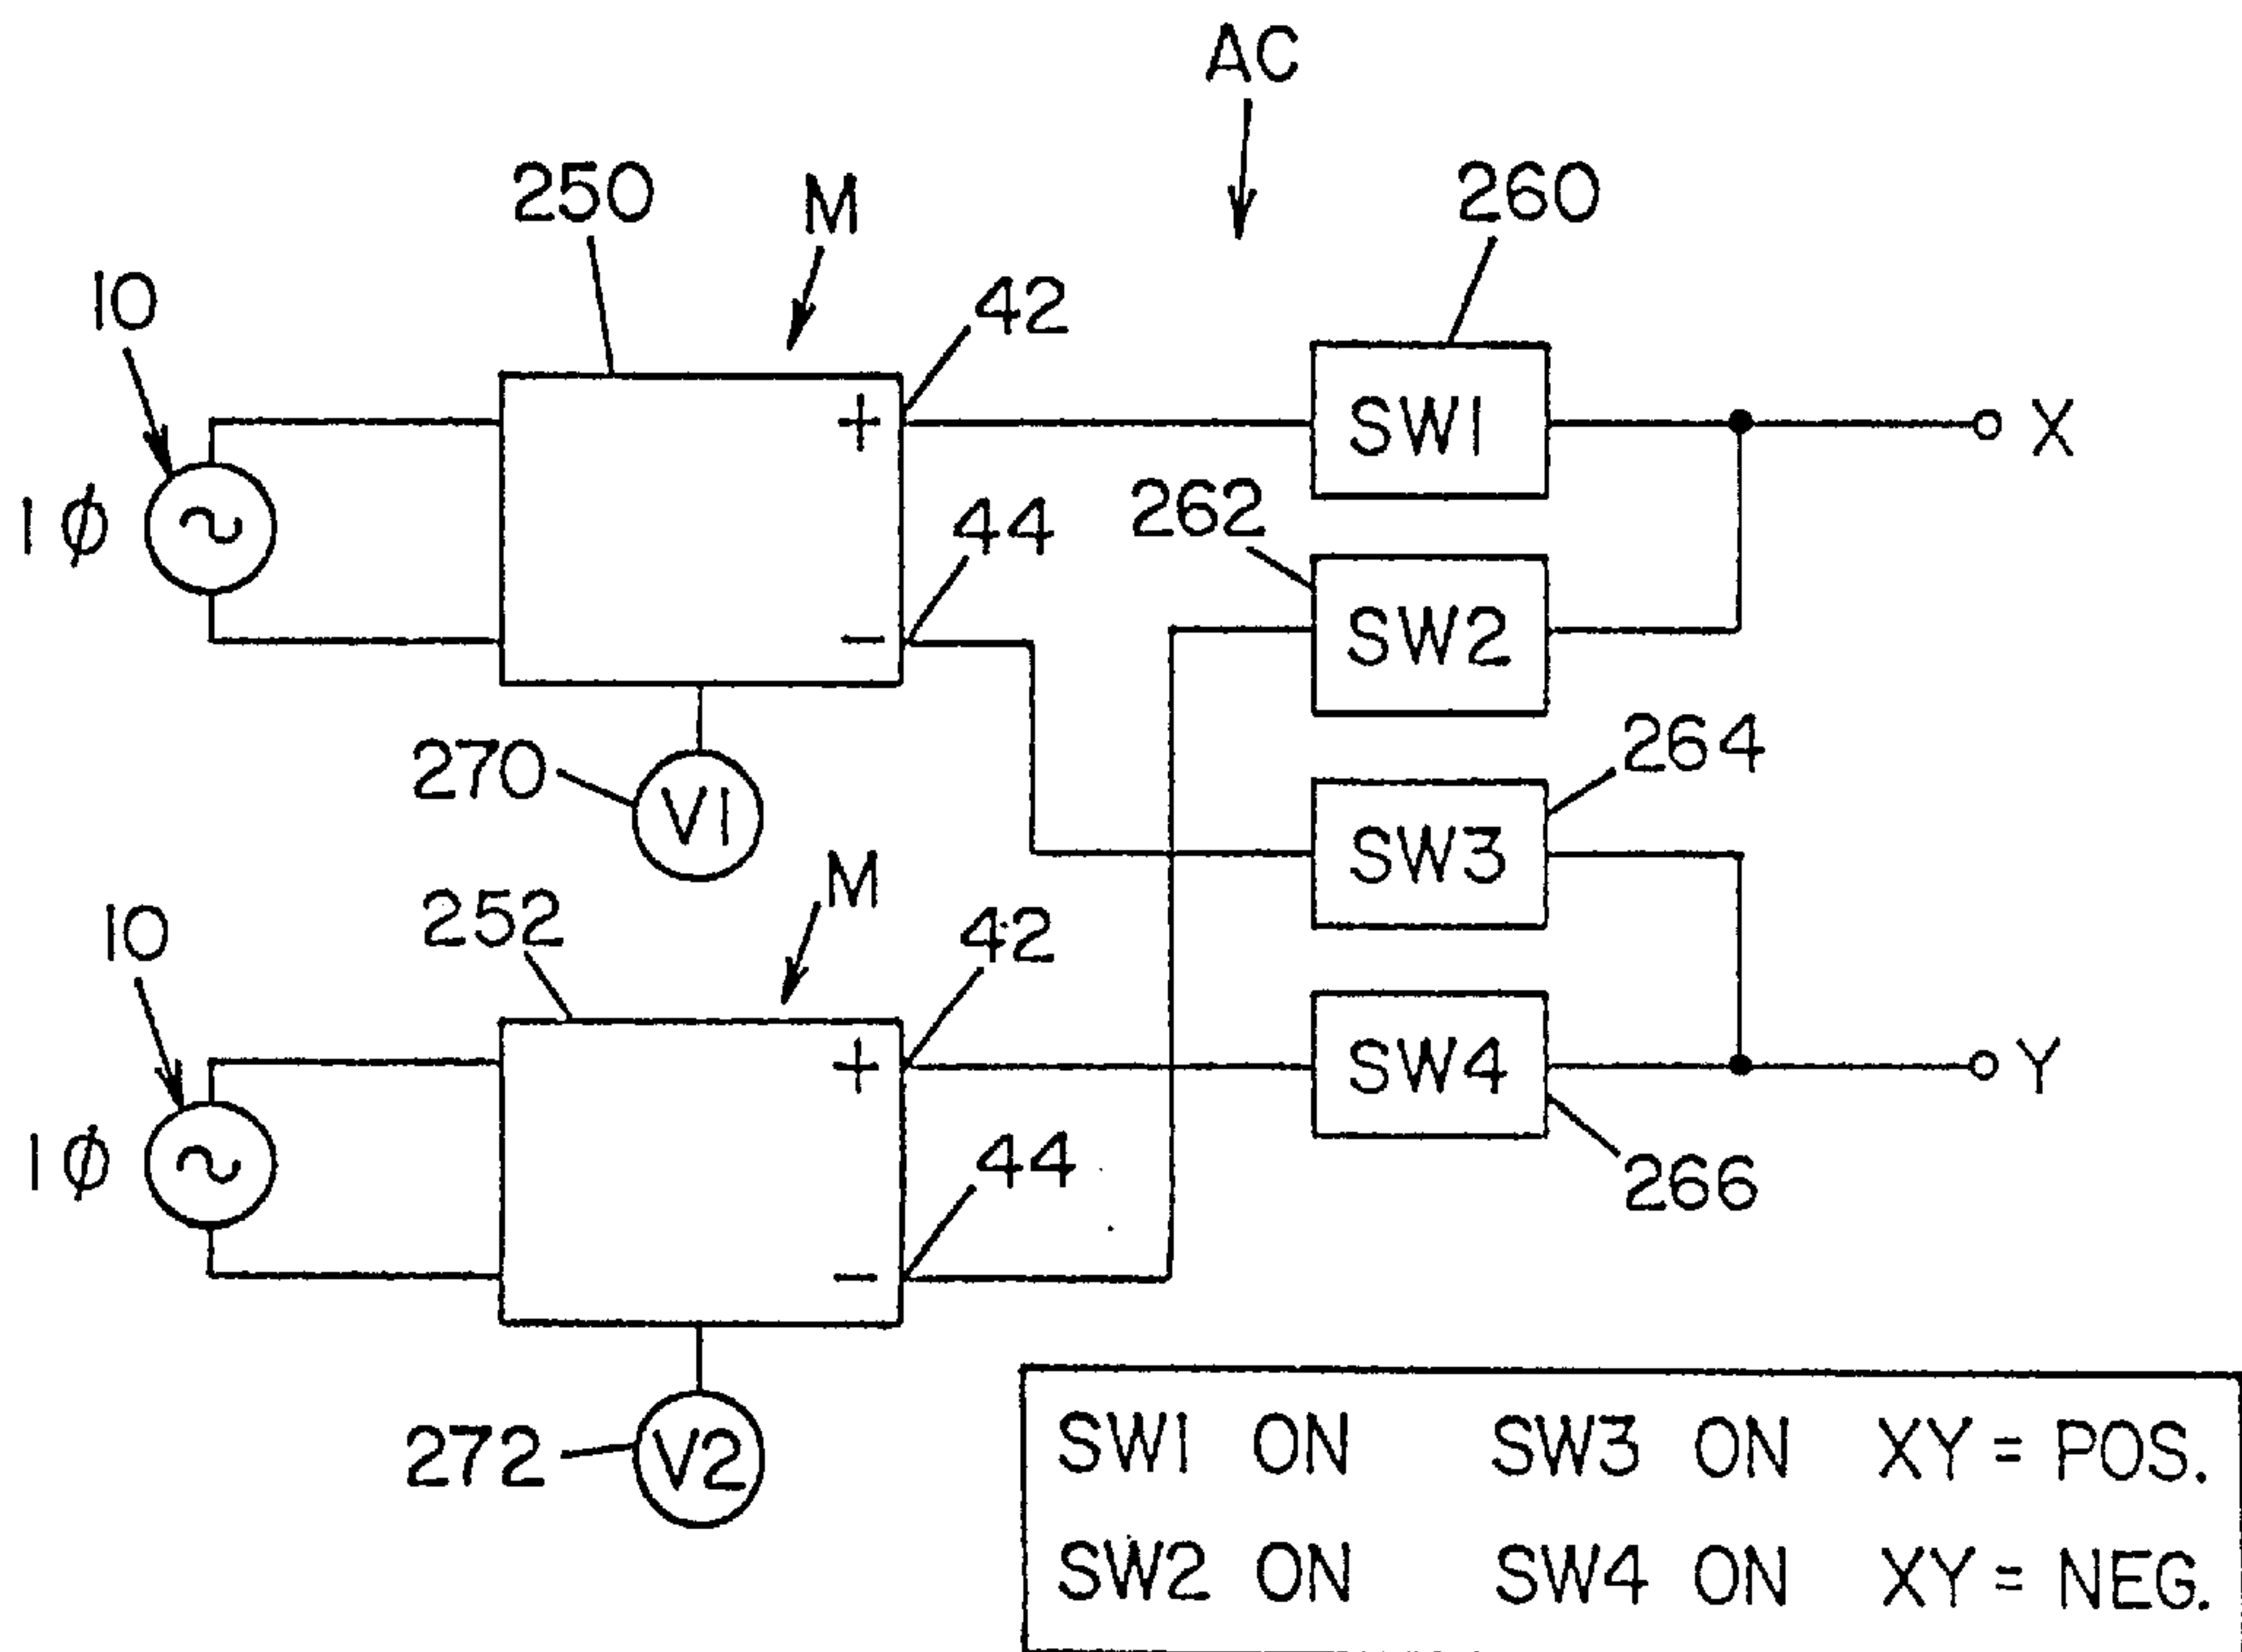 AC
250
M
260
10
42
+
SW1
X
1ϕ
44
262
−
SW2
270
V1
264
SW3
M
10
252
42
+
SW4
Y
1ϕ
44
266
−
272
V2
SW1 ON SW3 ON XY = POS.
SW2 ON SW4 ON XY = NEG.